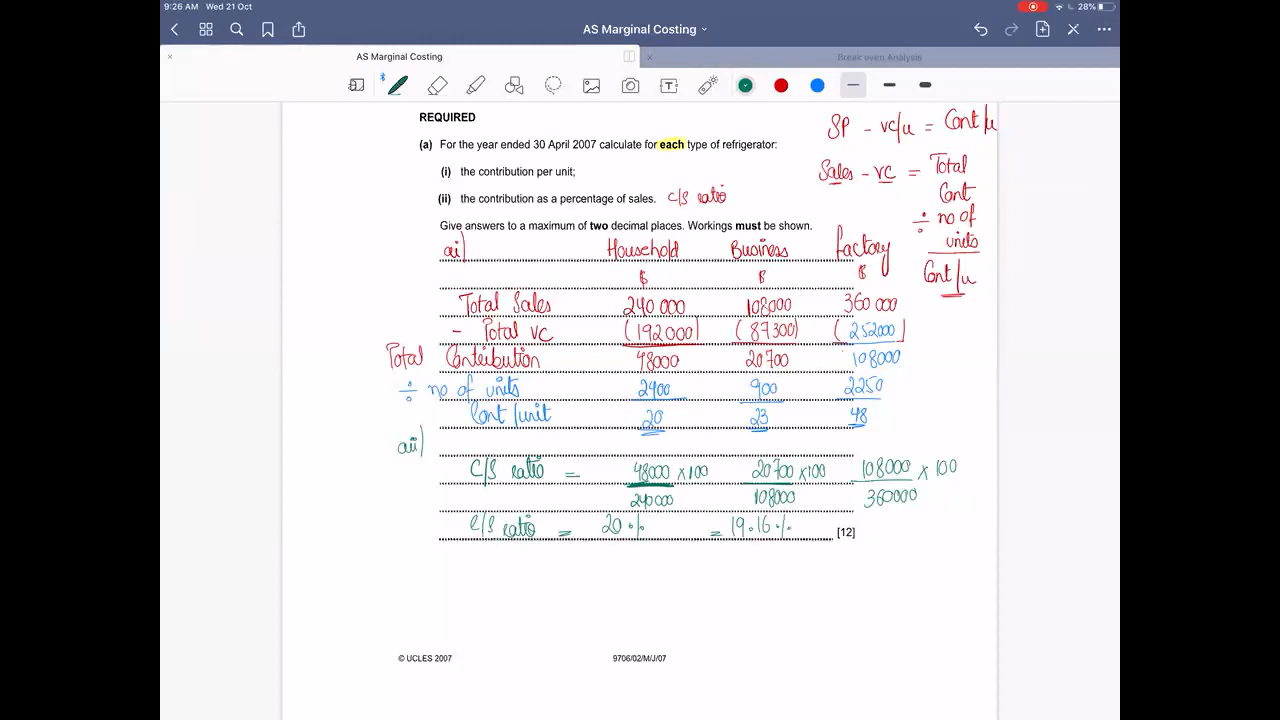 9:26 AM Wed 21 Oct
28%
AS Marginal Costing
AS Marginal Costing
Break even Analysis
REQUIRED
(a) For the year ended 30 April 2007 calculate for each type of refrigerator:
(i) the contribution per unit;
(ii) the contribution as a percentage of sales. C/S ratio
Give answers to a maximum of two decimal places. Workings must be shown.
SP - VC/u = Cont/u
Sales - VC = Total
Cont
÷ no of
units
Cont/u
ai) Household Business Factory
$ $ $
Total Sales 240 000 108000 360 000
- Total VC (192000) (87300) (252000)
Total Contribution 48000 20700 108000
÷ no of units 2400 900 2250
Cont/unit 20 23 48
aii)
C/S ratio = 48000 × 100 20700 × 100 108000 × 100
240000 108000 360000
C/S ratio = 20% = 19.16% [12]
© UCLES 2007 9706/02/M/J/07